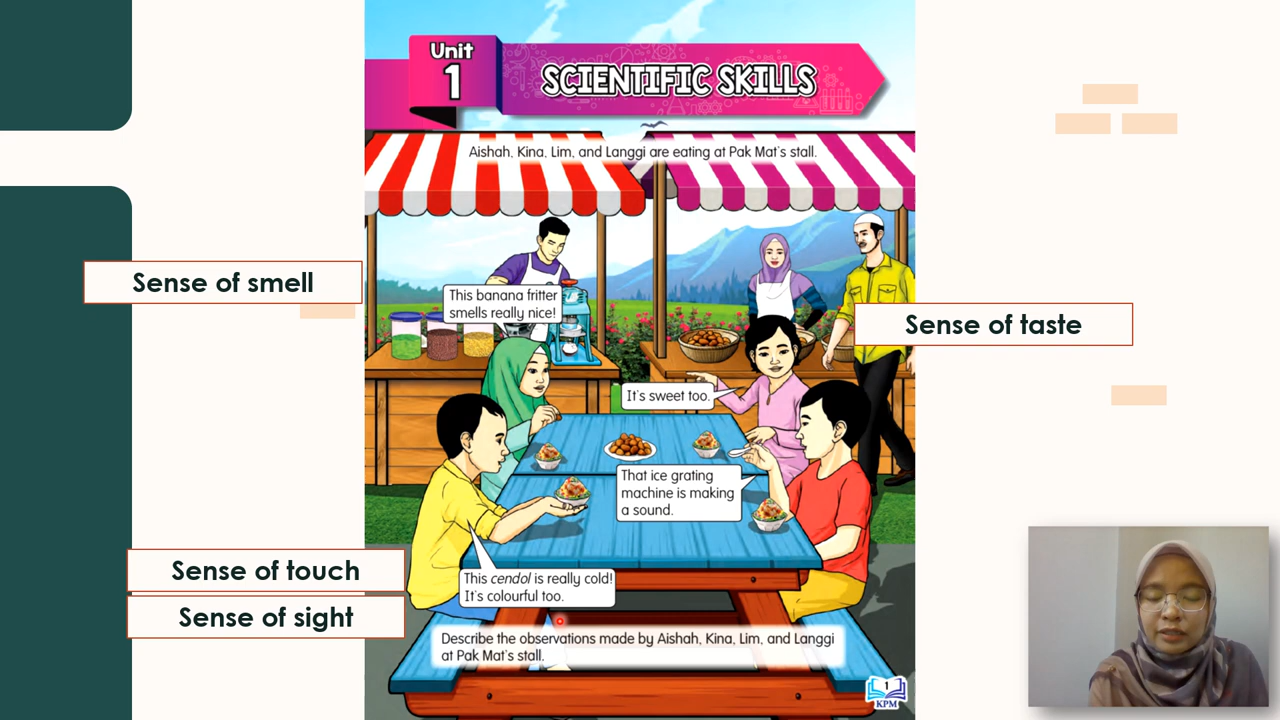 Unit
1
SCIENTIFIC SKILLS
Aishah, Kina, Lim, and Langgi are eating at Pak Mat's stall.
Sense of smell
This banana fritter
smells really nice!
Sense of taste
It's sweet too.
That ice grating
machine is making
a sound.
Sense of touch
Sense of sight
This cendol is really cold!
It's colourful too.
Describe the observations made by Aishah, Kina, Lim, and Langgi
at Pak Mat's stall.
1
KPM